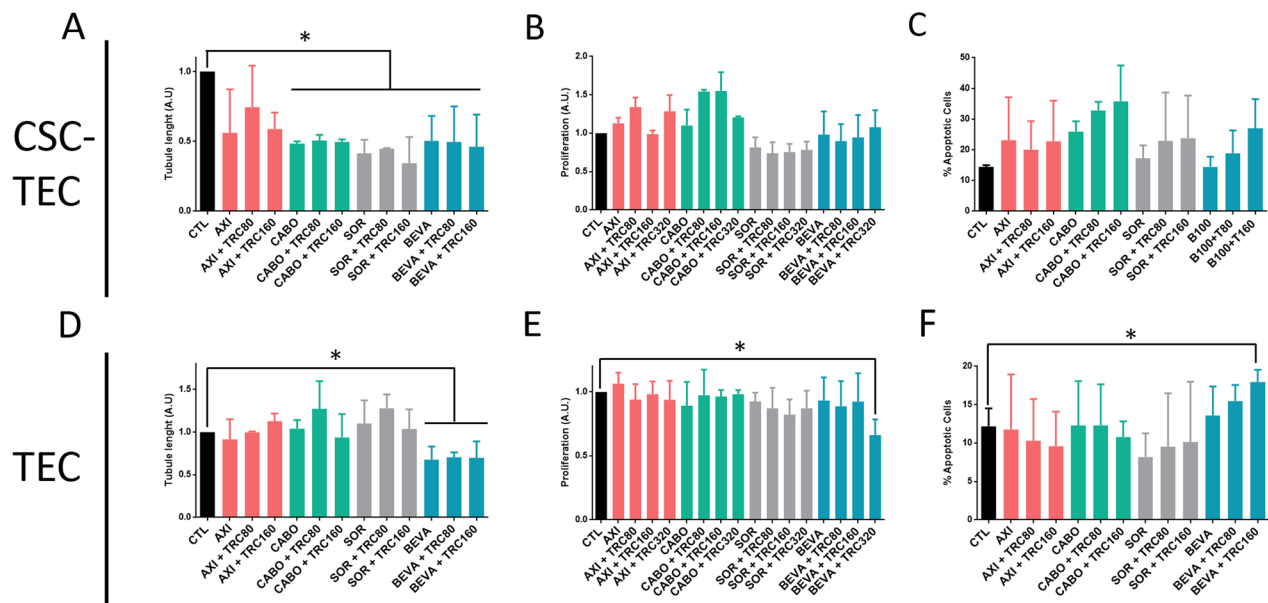 CSC-
TEC
A
*
Tubule lenght (A.U)
1.0
0.5
0.0
CTL
AXI
AXI + TRC80
AXI + TRC160
CABO
CABO + TRC80
CABO + TRC160
SOR
SOR + TRC80
SOR + TRC160
BEVA
BEVA + TRC80
BEVA + TRC160
B
Proliferation (A.U.)
2.0
1.5
1.0
0.5
0.0
CTL
AXI
AXI + TRC80
AXI + TRC160
AXI + TRC320
CABO
CABO + TRC80
CABO + TRC160
CABO + TRC320
SOR
SOR + TRC80
SOR + TRC160
SOR + TRC320
BEVA
BEVA + TRC80
BEVA + TRC160
BEVA + TRC320
C
% Apoptotic Cells
50
40
30
20
10
0
CTL
AXI
AXI + TRC80
AXI + TRC160
CABO
CABO + TRC80
CABO + TRC160
SOR
SOR + TRC80
SOR + TRC160
B100
B100+T80
B100+T160
TEC
D
*
Tubule lenght (A.U)
1.5
1.0
0.5
0.0
CTL
AXI
AXI + TRC80
AXI + TRC160
CABO
CABO + TRC80
CABO + TRC160
SOR
SOR + TRC80
SOR + TRC160
BEVA
BEVA + TRC80
BEVA + TRC160
E
*
Proliferation (A.U.)
1.0
0.5
0.0
CTL
AXI
AXI + TRC80
AXI + TRC160
AXI + TRC320
CABO
CABO + TRC80
CABO + TRC160
CABO + TRC320
SOR
SOR + TRC80
SOR + TRC160
SOR + TRC320
BEVA
BEVA + TRC80
BEVA + TRC160
BEVA + TRC320
F
*
% Apoptotic Cells
20
15
10
5
0
CTL
AXI
AXI + TRC80
AXI + TRC160
CABO
CABO + TRC80
CABO + TRC160
SOR
SOR + TRC80
SOR + TRC160
BEVA
BEVA + TRC80
BEVA + TRC160